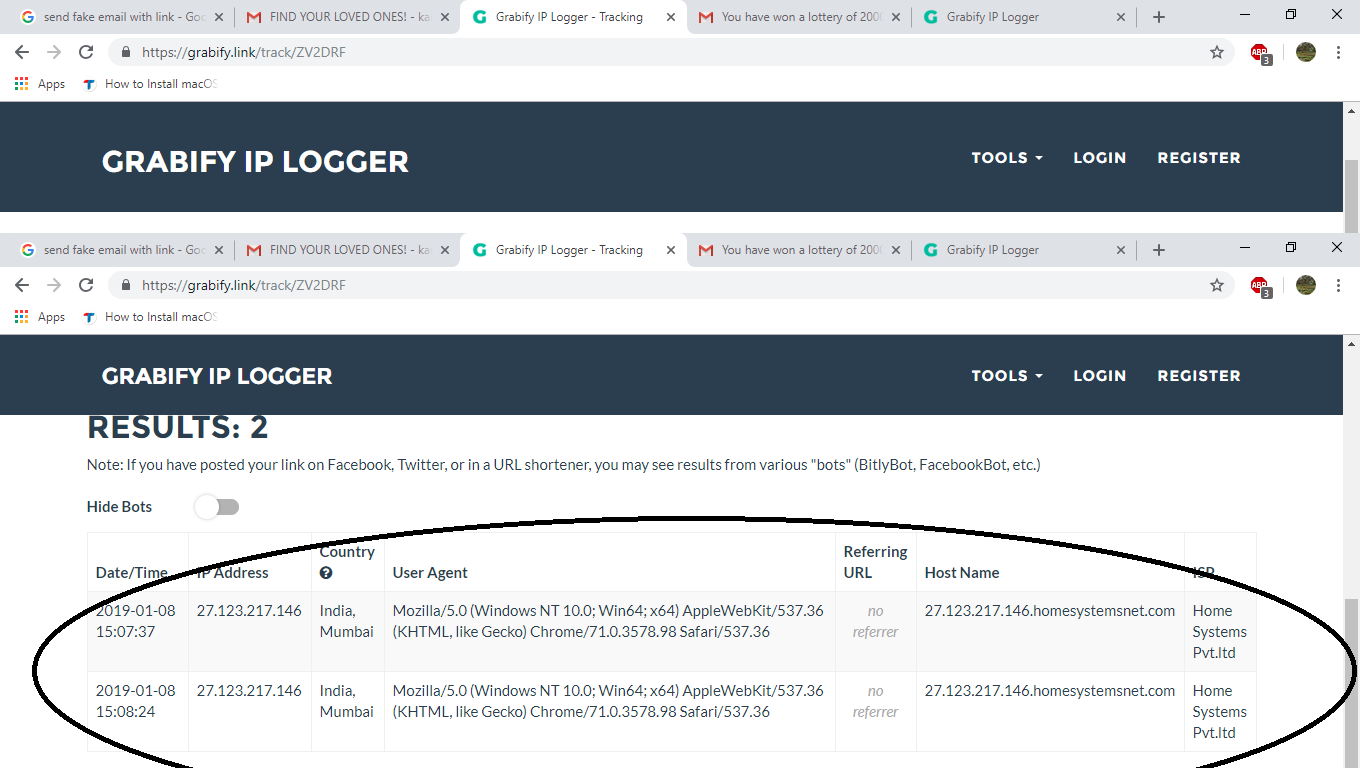 send fake email with link - Goo
FIND YOUR LOVED ONES! - ka
Grabify IP Logger - Tracking
You have won a lottery of 200
Grabify IP Logger
https://grabify.link/track/ZV2DRF
ABP 3
Apps
How to Install macOS
GRABIFY IP LOGGER
TOOLS
LOGIN
REGISTER
send fake email with link - Goo
FIND YOUR LOVED ONES! - ka
Grabify IP Logger - Tracking
You have won a lottery of 200
Grabify IP Logger
https://grabify.link/track/ZV2DRF
ABP 3
Apps
How to Install macOS
GRABIFY IP LOGGER
TOOLS
LOGIN
REGISTER
RESULTS: 2
Note: If you have posted your link on Facebook, Twitter, or in a URL shortener, you may see results from various "bots" (BitlyBot, FacebookBot, etc.)
Hide Bots
Date/Time
IP Address
Country
User Agent
Referring
URL
Host Name
ISP
2019-01-08
15:07:37
27.123.217.146
India,
Mumbai
Mozilla/5.0 (Windows NT 10.0; Win64; x64) AppleWebKit/537.36
(KHTML, like Gecko) Chrome/71.0.3578.98 Safari/537.36
no
referrer
27.123.217.146.homesystemsnet.com
Home
Systems
Pvt.ltd
2019-01-08
15:08:24
27.123.217.146
India,
Mumbai
Mozilla/5.0 (Windows NT 10.0; Win64; x64) AppleWebKit/537.36
(KHTML, like Gecko) Chrome/71.0.3578.98 Safari/537.36
no
referrer
27.123.217.146.homesystemsnet.com
Home
Systems
Pvt.ltd